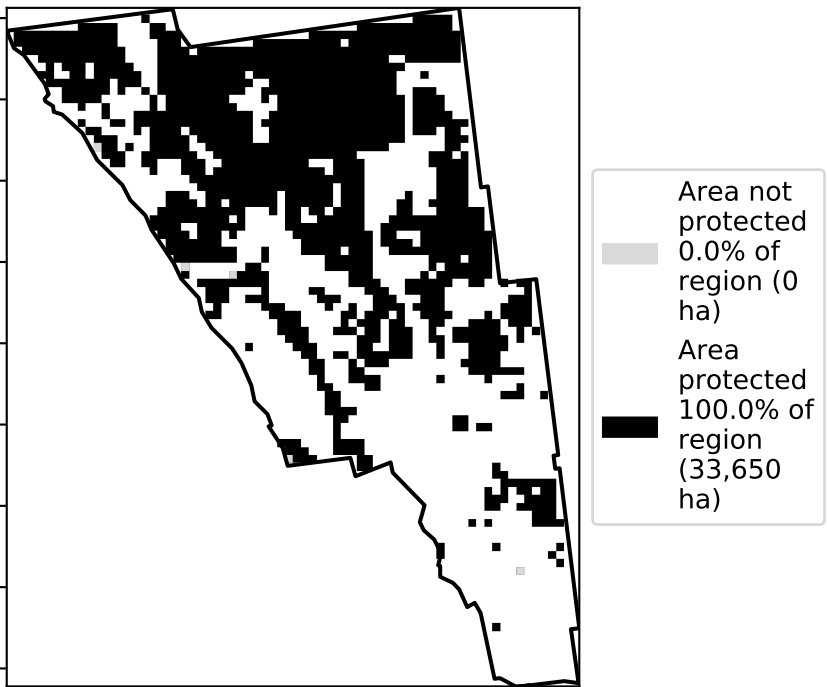 Area not
protected
0.0% of
region (0
ha)
Area
protected
100.0% of
region
(33,650
ha)